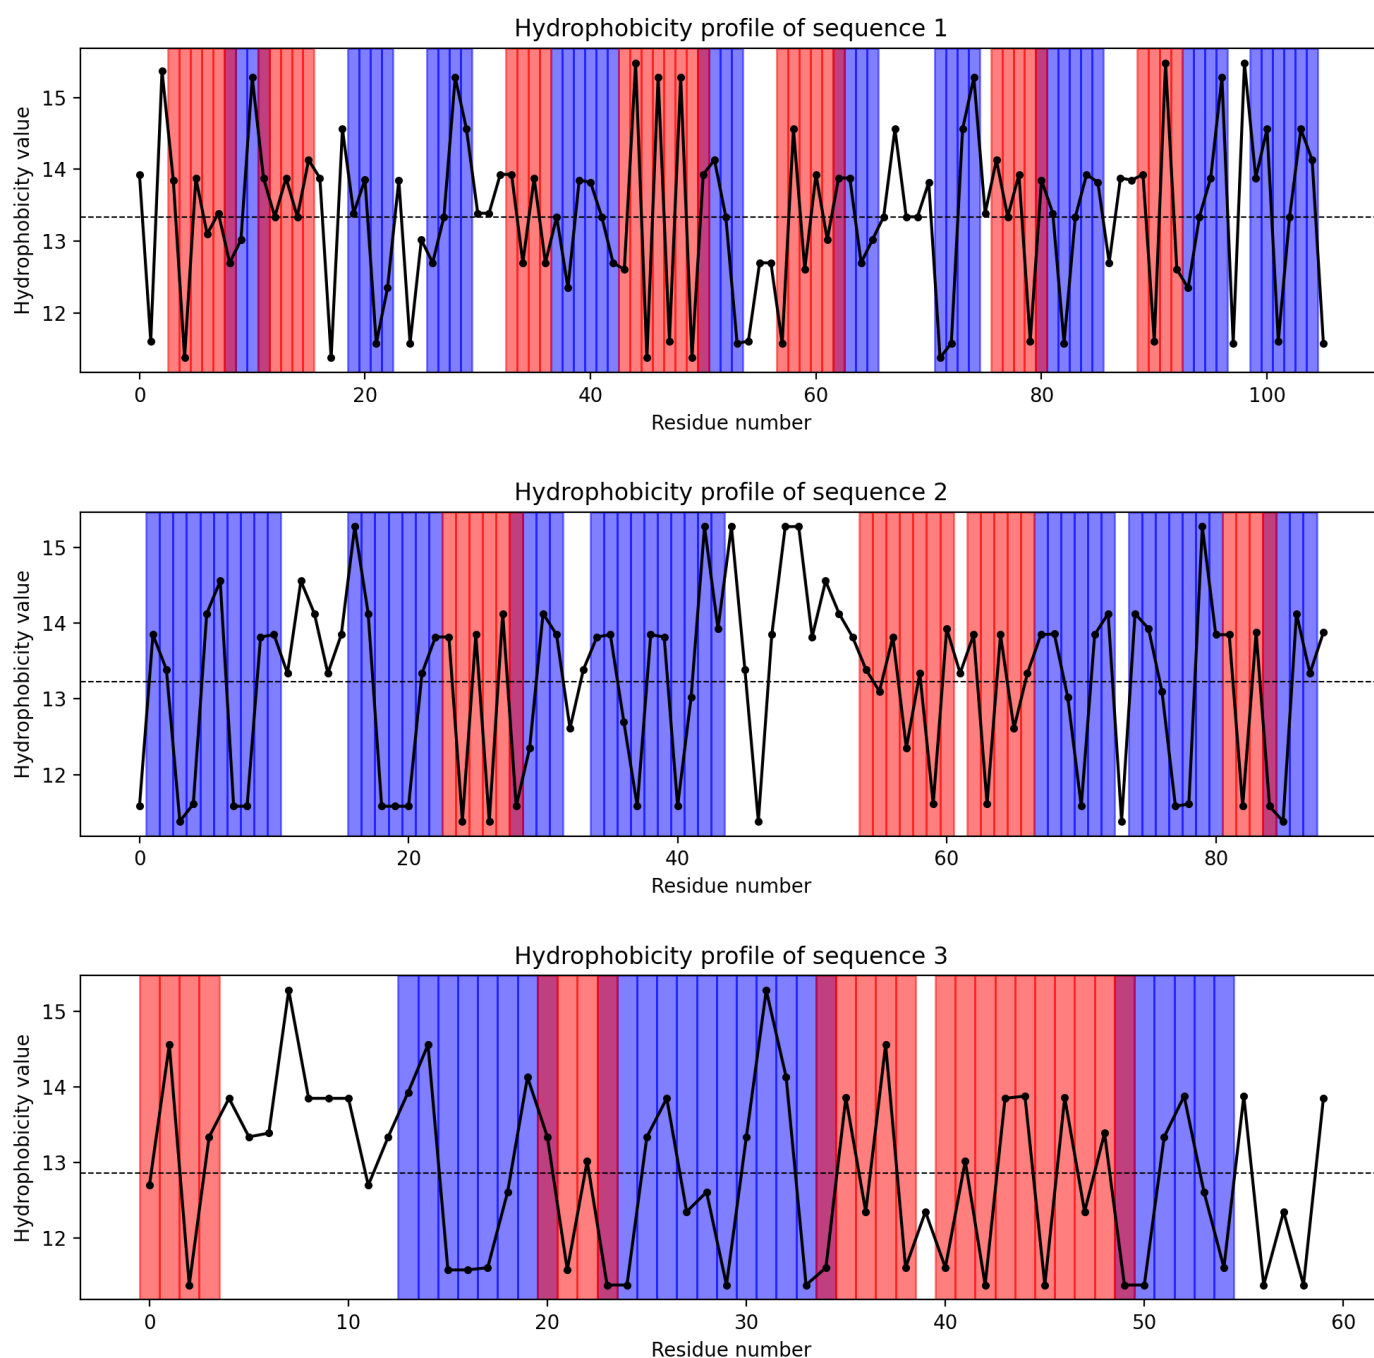 Hydrophobicity profile of sequence 1
Hydrophobicity value
15
14
13
12
0 20 40 60 80 100
Residue number
Hydrophobicity profile of sequence 2
Hydrophobicity value
15
14
13
12
0 20 40 60 80
Residue number
Hydrophobicity profile of sequence 3
Hydrophobicity value
15
14
13
12
0 10 20 30 40 50 60
Residue number